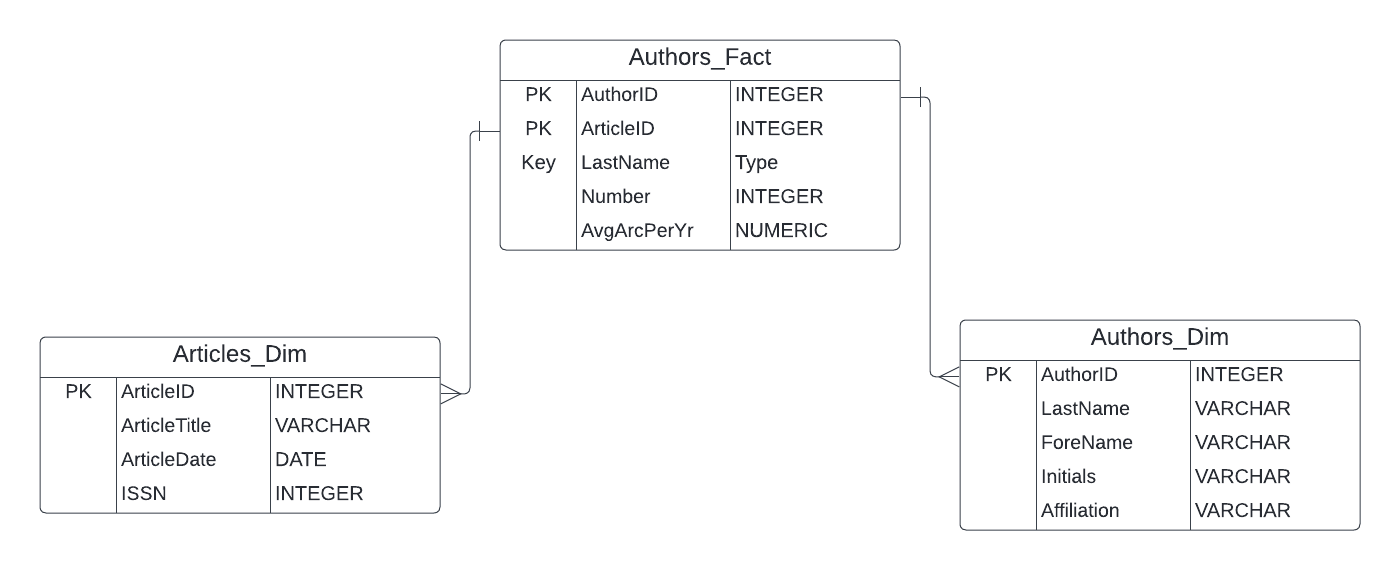 Authors_Fact
PK AuthorID INTEGER
PK ArticleID INTEGER
Key LastName Type
Number INTEGER
AvgArcPerYr NUMERIC
Articles_Dim
PK ArticleID INTEGER
ArticleTitle VARCHAR
ArticleDate DATE
ISSN INTEGER
Authors_Dim
PK AuthorID INTEGER
LastName VARCHAR
ForeName VARCHAR
Initials VARCHAR
Affiliation VARCHAR